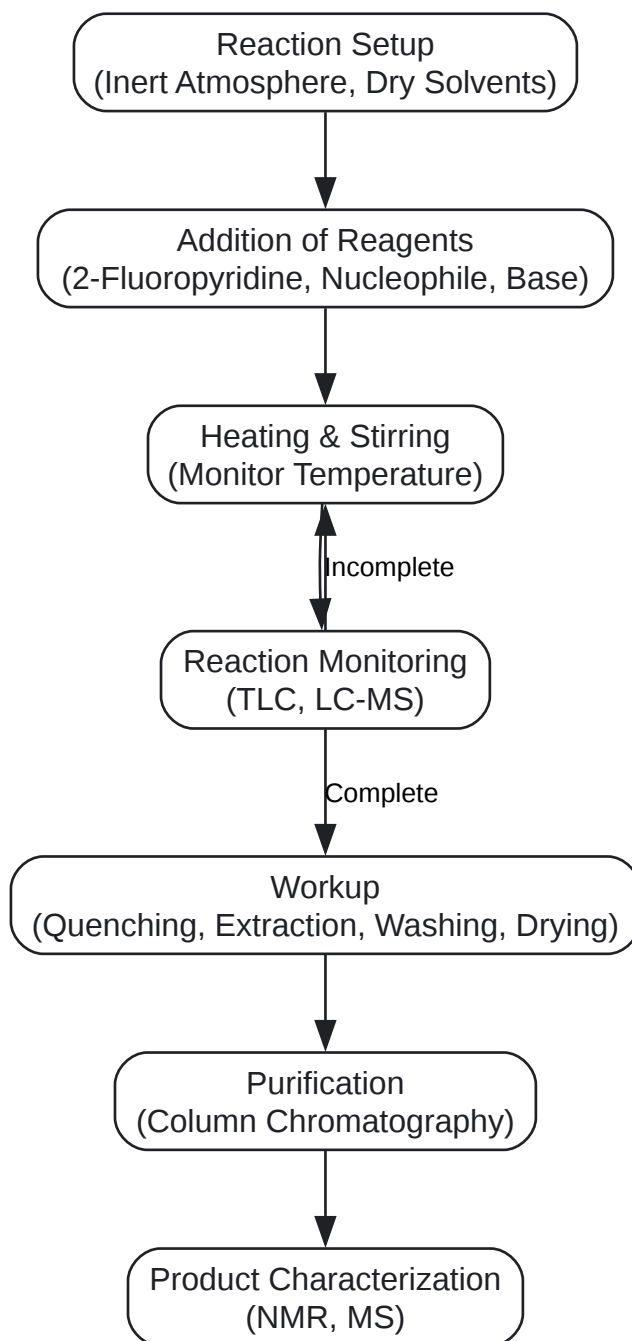 Reaction Setup
(Inert Atmosphere, Dry Solvents)
Addition of Reagents
(2-Fluoropyridine, Nucleophile, Base)
Heating & Stirring
(Monitor Temperature)
Incomplete
Reaction Monitoring
(TLC, LC-MS)
Complete
Workup
(Quenching, Extraction, Washing, Drying)
Purification
(Column Chromatography)
Product Characterization
(NMR, MS)